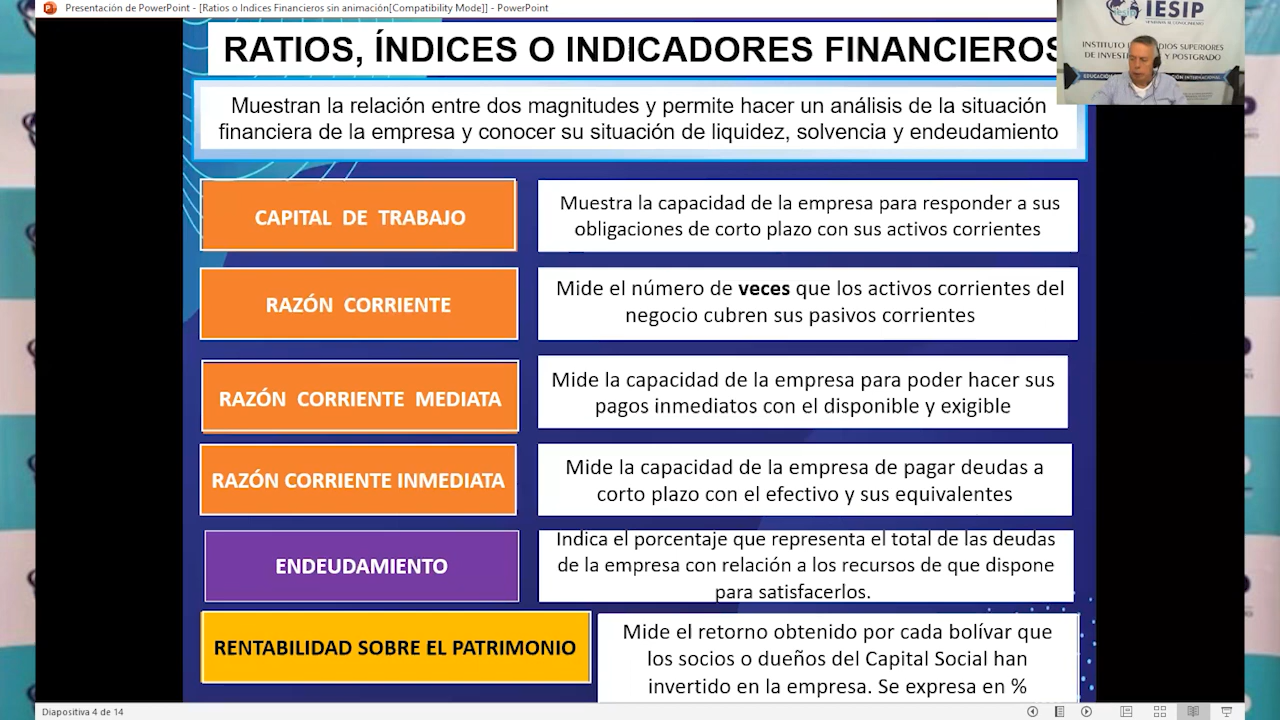 Presentación de PowerPoint - [Ratios o Indices Financieros sin animación[Compatibility Mode]] - PowerPoint
IESIP
RATIOS, ÍNDICES O INDICADORES FINANCIEROS
Muestran la relación entre dos magnitudes y permite hacer un análisis de la situación
financiera de la empresa y conocer su situación de liquidez, solvencia y endeudamiento
CAPITAL DE TRABAJO
Muestra la capacidad de la empresa para responder a sus
obligaciones de corto plazo con sus activos corrientes
RAZÓN CORRIENTE
Mide el número de veces que los activos corrientes del
negocio cubren sus pasivos corrientes
RAZÓN CORRIENTE MEDIATA
Mide la capacidad de la empresa para poder hacer sus
pagos inmediatos con el disponible y exigible
RAZÓN CORRIENTE INMEDIATA
Mide la capacidad de la empresa de pagar deudas a
corto plazo con el efectivo y sus equivalentes
ENDEUDAMIENTO
Indica el porcentaje que representa el total de las deudas
de la empresa con relación a los recursos de que dispone
para satisfacerlos.
RENTABILIDAD SOBRE EL PATRIMONIO
Mide el retorno obtenido por cada bolívar que
los socios o dueños del Capital Social han
invertido en la empresa. Se expresa en %
Diapositiva 4 de 14